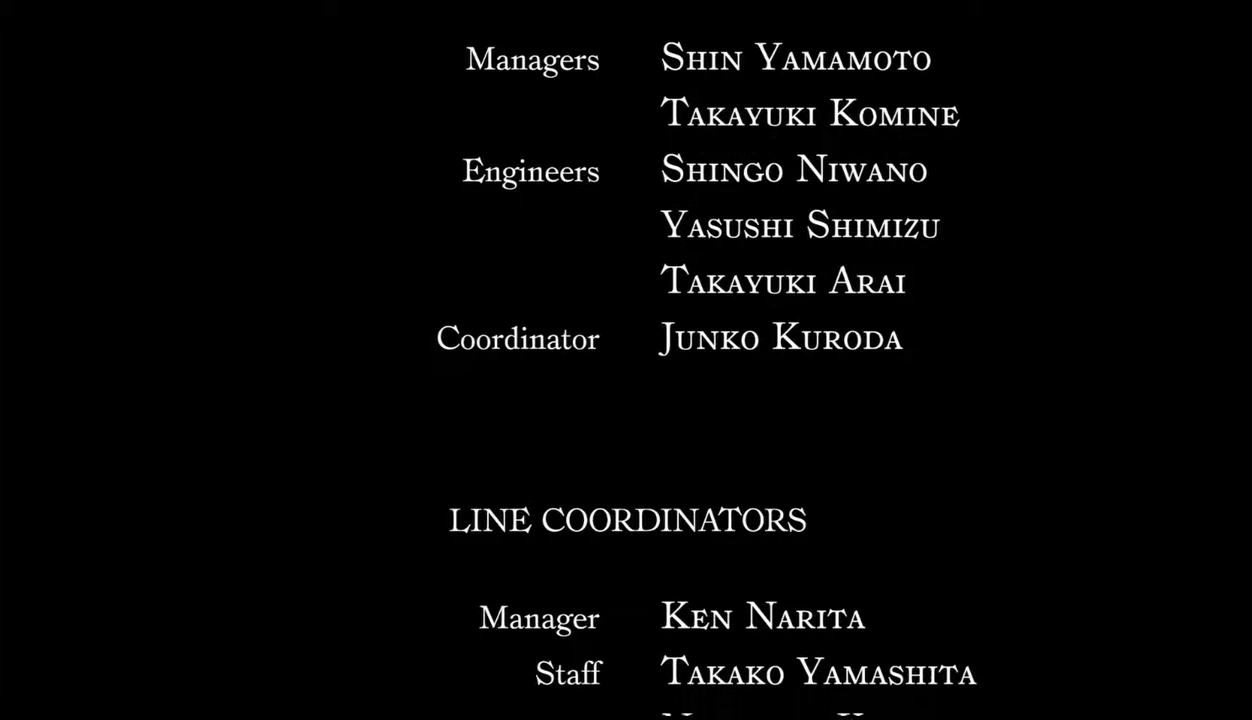 Managers SHIN YAMAMOTO
TAKAYUKI KOMINE
Engineers SHINGO NIWANO
YASUSHI SHIMIZU
TAKAYUKI ARAI
Coordinator JUNKO KURODA
LINE COORDINATORS
Manager KEN NARITA
Staff TAKAKO YAMASHITA